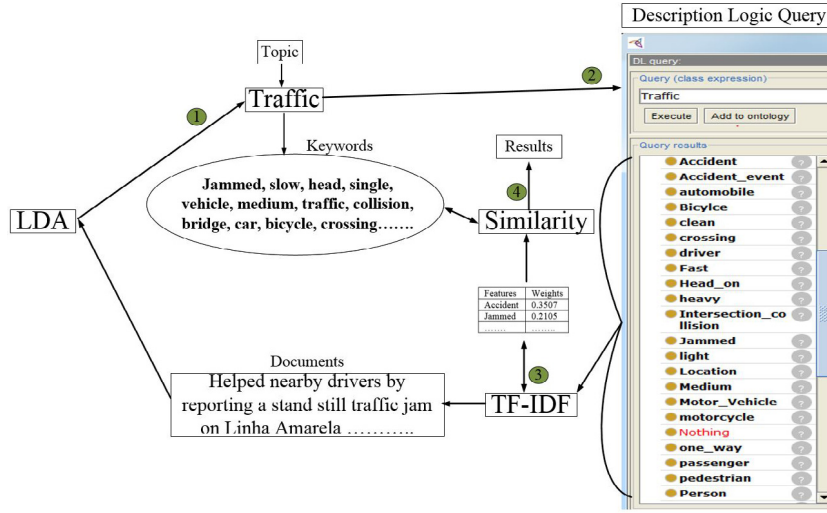 Description Logic Query
Topic
Traffic
1
2
Keywords
Jammed, slow, head, single,
vehicle, medium, traffic, collision,
bridge, car, bicycle, crossing…….
LDA
Results
4
Similarity
Features Weights
Accident 0.3507
Jammed 0.2105
……. ……..
3
TF-IDF
Documents
Helped nearby drivers by
reporting a stand still traffic jam
on Linha Amarela ………..
DL query:
Query (class expression)
Traffic
Execute Add to ontology
Query results
Accident ?
Accident_event ?
automobile ?
Bicylce ?
clean ?
crossing ?
driver ?
Fast ?
Head_on ?
heavy ?
Intersection_co ?
llision
Jammed ?
light ?
Location ?
Medium ?
Motor_Vehicle ?
motorcycle ?
Nothing ?
one_way ?
passenger ?
pedestrian ?
Person ?